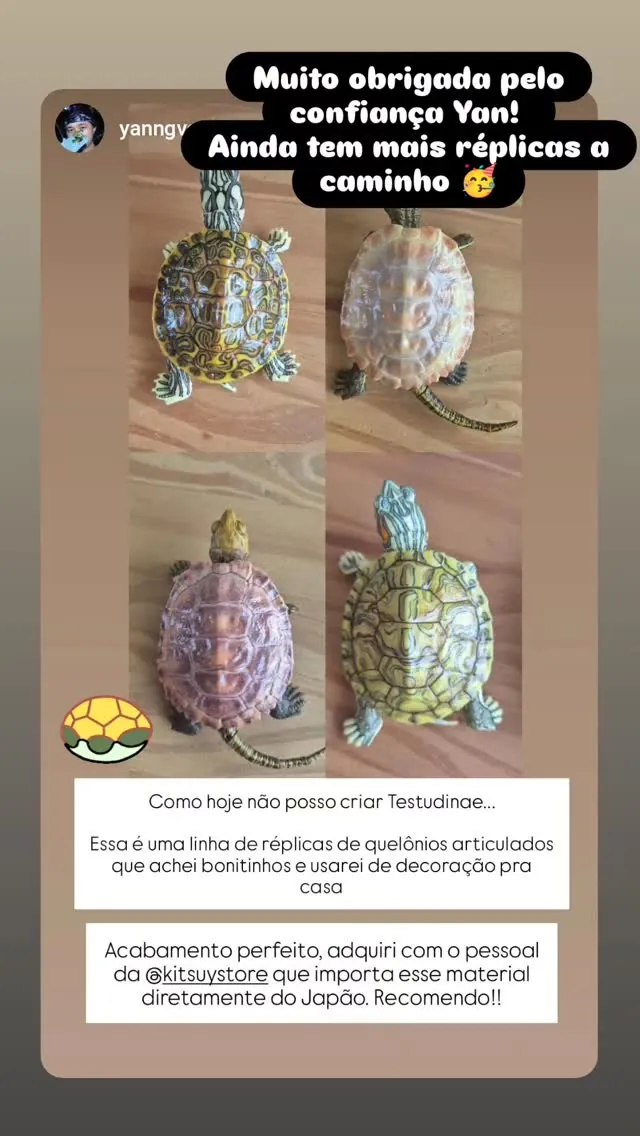 Muito obrigada pelo
confiança Yan!
Ainda tem mais réplicas a
caminho 🥳
Como hoje não posso criar Testudinae...
Essa é uma linha de réplicas de quelônios articulados
que achei bonitinhos e usarei de decoração pra
casa
Acabamento perfeito, adquiri com o pessoal
da @kitsuystore que importa esse material
diretamente do Japão. Recomendo!!